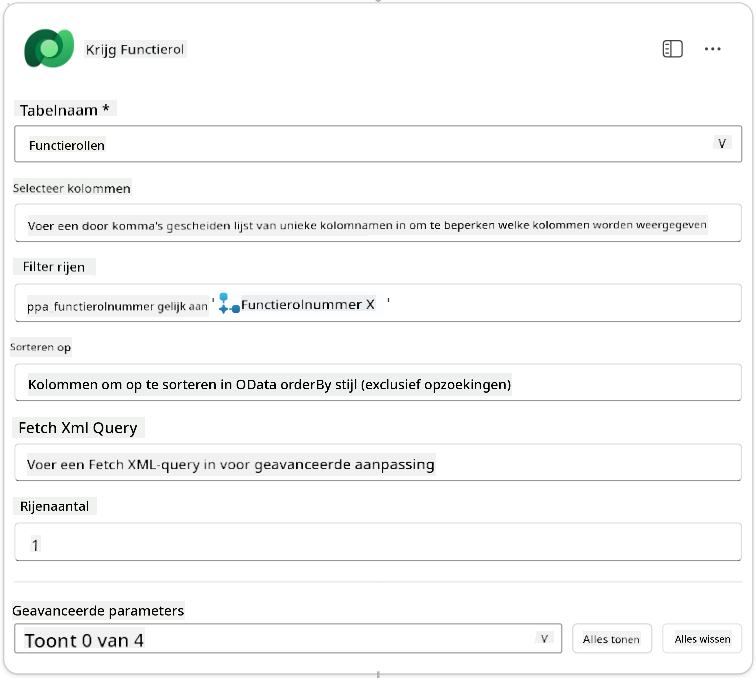 Krijg Functierol
Tabelnaam *
Functierollen
Selecteer kolommen
Voer een door komma's gescheiden lijst van unieke kolomnamen in om te beperken welke kolommen worden weergegeven
Filter rijen
ppa_functierolnummer gelijk aan ' Functierolnummer X '
Sorteren op
Kolommen om op te sorteren in OData orderBy stijl (exclusief opzoekingen)
Fetch Xml Query
Voer een Fetch XML-query in voor geavanceerde aanpassing
Rijenaantal
1
Geavanceerde parameters
Toont 0 van 4
Alles tonen
Alles wissen